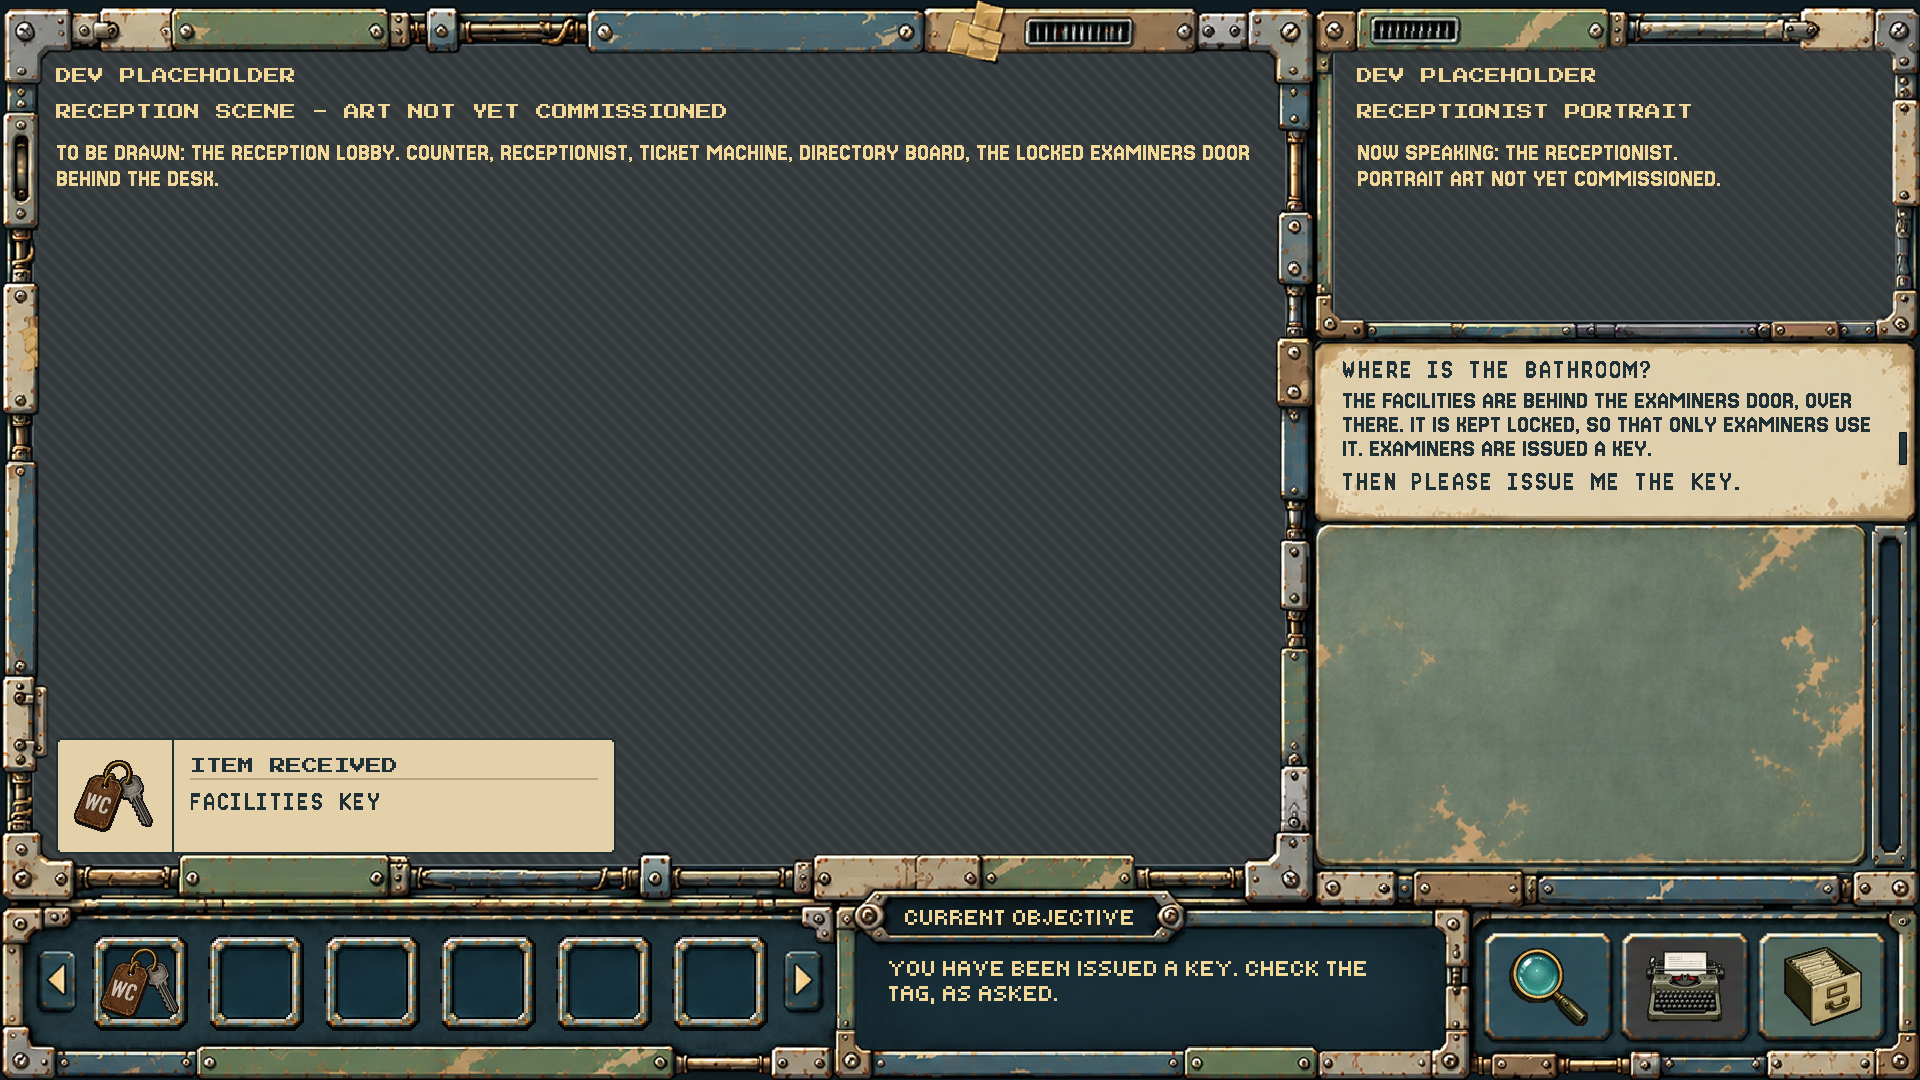 DEV PLACEHOLDER
RECEPTION SCENE – ART NOT YET COMMISSIONED
TO BE DRAWN: THE RECEPTION LOBBY. COUNTER, RECEPTIONIST, TICKET MACHINE, DIRECTORY BOARD, THE LOCKED EXAMINERS DOOR
BEHIND THE DESK.
DEV PLACEHOLDER
RECEPTIONIST PORTRAIT
NOW SPEAKING: THE RECEPTIONIST.
PORTRAIT ART NOT YET COMMISSIONED.
WHERE IS THE BATHROOM?
THE FACILITIES ARE BEHIND THE EXAMINERS DOOR, OVER
THERE. IT IS KEPT LOCKED, SO THAT ONLY EXAMINERS USE
IT. EXAMINERS ARE ISSUED A KEY.
THEN PLEASE ISSUE ME THE KEY.
WC
ITEM RECEIVED
FACILITIES KEY
WC
CURRENT OBJECTIVE
YOU HAVE BEEN ISSUED A KEY. CHECK THE
TAG, AS ASKED.